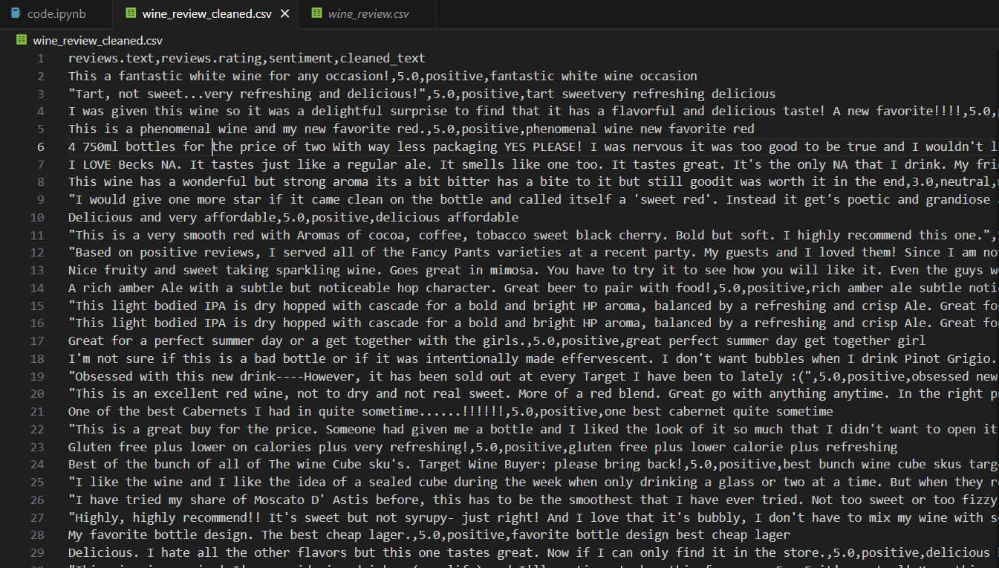 code.ipynb
wine_review_cleaned.csv
wine_review.csv
wine_review_cleaned.csv
1 reviews.text,reviews.rating,sentiment,cleaned_text
2 This a fantastic white wine for any occasion!,5.0,positive,fantastic white wine occasion
3 "Tart, not sweet...very refreshing and delicious!",5.0,positive,tart sweetvery refreshing delicious
4 I was given this wine so it was a delightful surprise to find that it has a flavorful and delicious taste! A new favorite!!!!,5.0,
5 This is a phenomenal wine and my new favorite red.,5.0,positive,phenomenal wine new favorite red
6 4 750ml bottles for the price of two With way less packaging YES PLEASE! I was nervous it was too good to be true and I wouldn't
7 I LOVE Becks NA. It tastes just like a regular ale. It smells like one too. It tastes great. It's the only NA that I drink. My
8 This wine has a wonderful but strong aroma its a bit bitter has a bite to it but still goodit was worth it in the end,3.0,neutral,
9 "I would give one more star if it came clean on the bottle and called itself a 'sweet red'. Instead it get's poetic and grandiose
10 Delicious and very affordable,5.0,positive,delicious affordable
11 "This is a very smooth red with Aromas of cocoa, coffee, tobacco sweet black cherry. Bold but soft. I highly recommend this one.",
12 "Based on positive reviews, I served all of the Fancy Pants varieties at a recent party. My guests and I loved them! Since I am
13 Nice fruity and sweet taking sparkling wine. Goes great in mimosa. You have to try it to see how you will like it. Even the guys
14 A rich amber Ale with a subtle but noticeable hop character. Great beer to pair with food!,5.0,positive,rich amber ale subtle
15 "This light bodied IPA is dry hopped with cascade for a bold and bright HP aroma, balanced by a refreshing and crisp Ale. Great
16 "This light bodied IPA is dry hopped with cascade for a bold and bright HP aroma, balanced by a refreshing and crisp Ale. Great
17 Great for a perfect summer day or a get together with the girls.,5.0,positive,great perfect summer day get together girl
18 I'm not sure if this is a bad bottle or if it was intentionally made effervescent. I don't want bubbles when I drink Pinot Grigio.
19 "Obsessed with this new drink----However, it has been sold out at every Target I have been to lately :(",5.0,positive,obsessed new
20 "This is an excellent red wine, not to dry and not real sweet. More of a red blend. Great go with anything anytime. In the right
21 One of the best Cabernets I had in quite sometime......!!!!!!,5.0,positive,one best cabernet quite sometime
22 "This is a great buy for the price. Someone had given me a bottle and I liked the look of it so much that I didn't want to open it
23 Gluten free plus lower on calories plus very refreshing!,5.0,positive,gluten free plus lower calorie plus refreshing
24 Best of the bunch of all of The wine Cube sku's. Target Wine Buyer: please bring back!,5.0,positive,best bunch wine cube skus
25 "I like the wine and I like the idea of a sealed cube during the week when only drinking a glass or two at a time. But when they
26 "I have tried my share of Moscato D' Astis before, this has to be the smoothest that I have ever tried. Not too sweet or too fizzy
27 "Highly, highly recommend!! It's sweet but not syrupy- just right! And I love that it's bubbly, I don't have to mix my wine with
28 My favorite bottle design. The best cheap lager.,5.0,positive,favorite bottle design best cheap lager
29 Delicious. I hate all the other flavors but this one tastes great. Now if I can only find it in the store.,5.0,positive,delicious